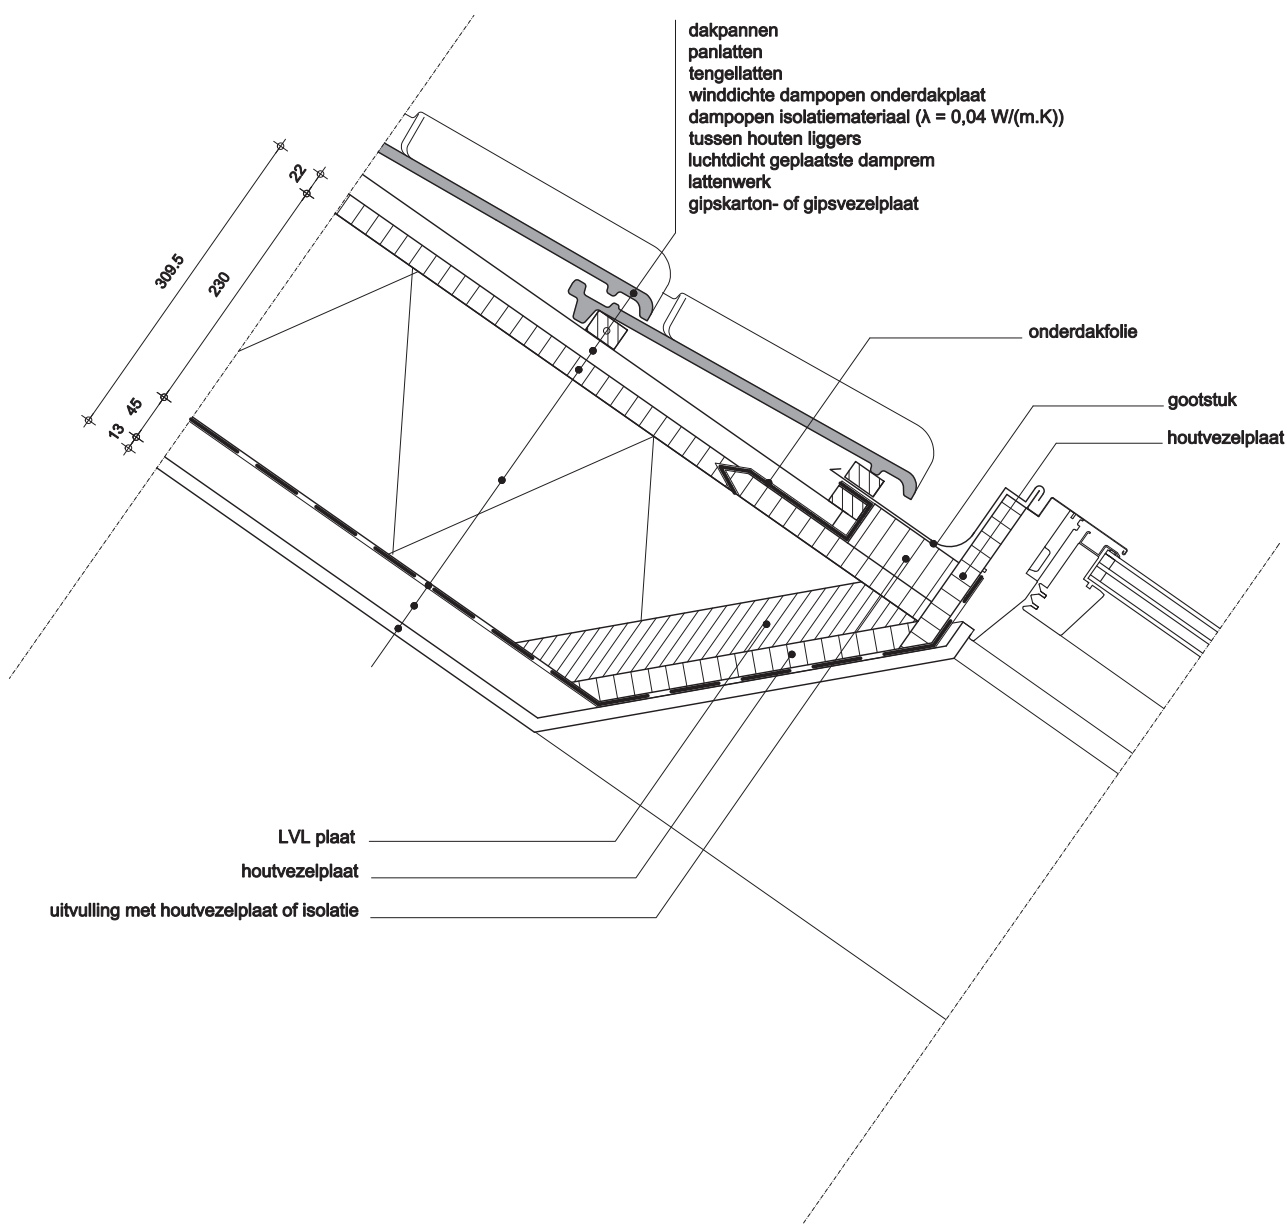 dakpannen
panlatten
tengellatten
winddichte dampopen onderdakplaat
dampopen isolatiemateriaal (λ = 0,04 W/(m.K))
tussen houten liggers
luchtdicht geplaatste damprem
lattenwerk
gipskarton- of gipsvezelplaat
22
309.5
230
45
13
onderdakfolie
gootstuk
houtvezelplaat
LVL plaat
houtvezelplaat
uitvulling met houtvezelplaat of isolatie